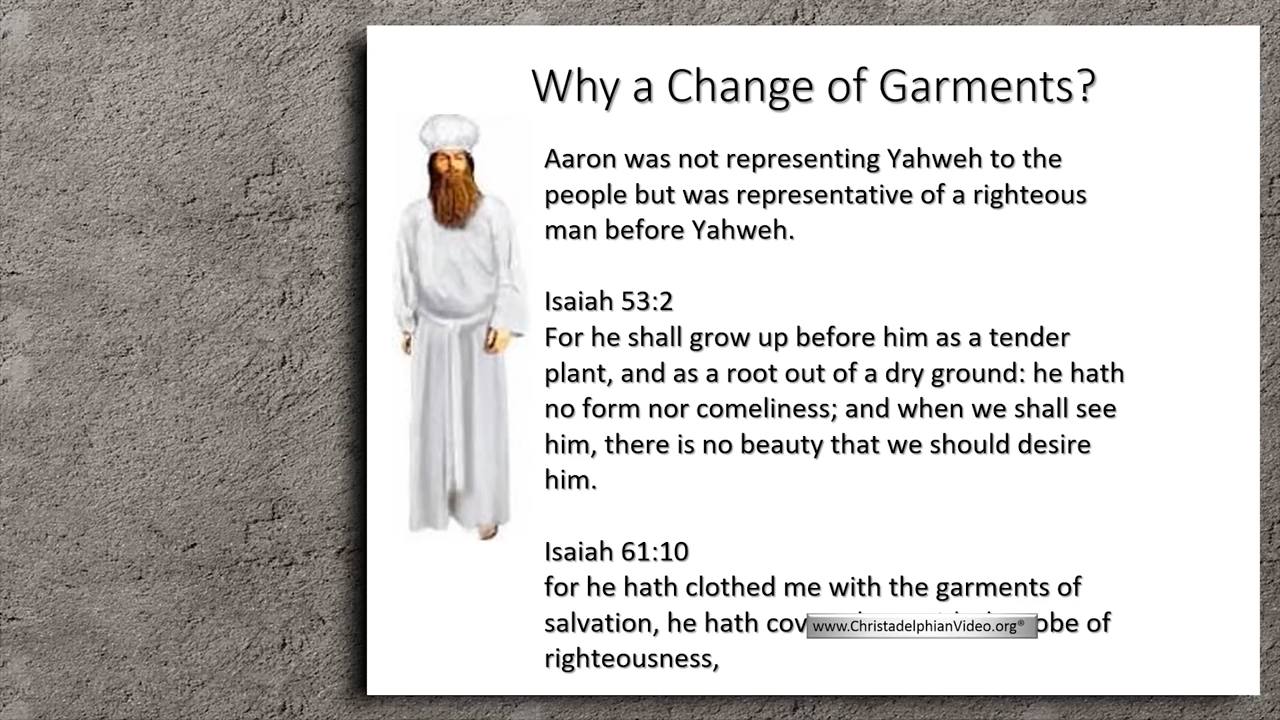 Why a Change of Garments?
Aaron was not representing Yahweh to the
people but was representative of a righteous
man before Yahweh.
Isaiah 53:2
For he shall grow up before him as a tender
plant, and as a root out of a dry ground: he hath
no form nor comeliness; and when we shall see
him, there is no beauty that we should desire
him.
Isaiah 61:10
for he hath clothed me with the garments of
salvation, he hath of
www.ChristadelphianVideo.org®
righteousness,